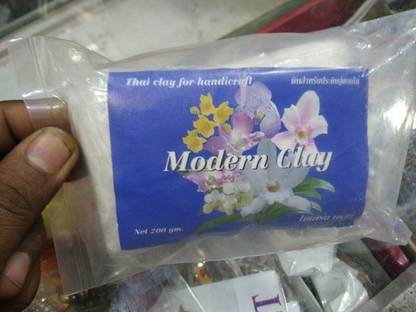 Thai clay for handicraft
Modern Clay
Net 200 gm.
I